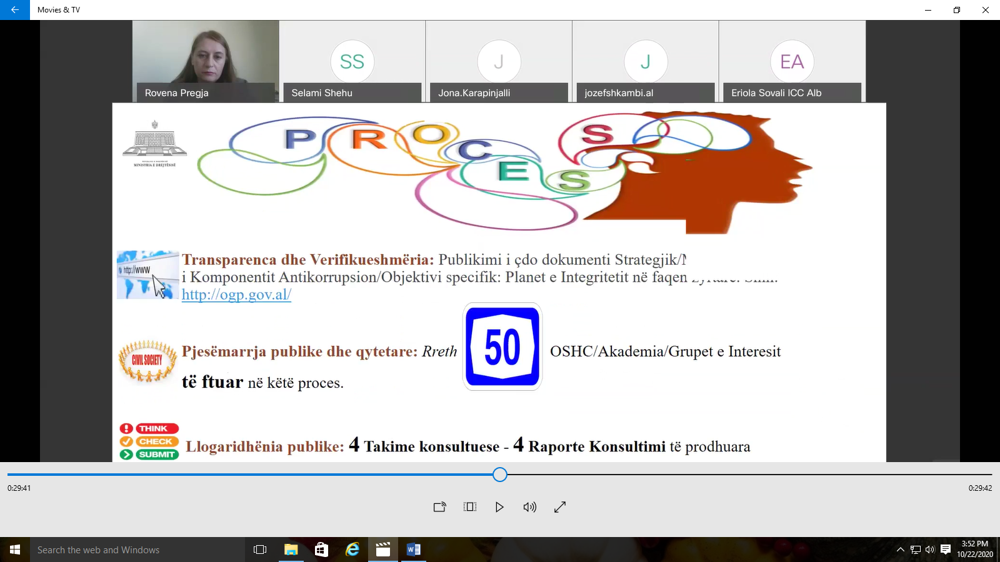 Movies & TV
SS
J
J
EA
Rovena Pregja
Selami Shehu
Jona.Karapinjalli
jozefshkambi.al
Eriola Sovali ICC Alb
PROCESS
S
MINISTRIA E DREJTËSISË
http://www
Transparenca dhe Verifikueshmëria: Publikimi i çdo dokumenti Strategjik/
i Komponentit Antikorrupsion/Objektivi specifik: Planet e Integritetit në faqen
http://ogp.gov.al/
CIVIL SOCIETY
Pjesëmarrja publike dhe qytetare: Rreth 50 OSHC/Akademia/Grupet e Interesit
të ftuar në këtë proces.
THINK
CHECK
SUBMIT
Llogaridhënia publike: 4 Takime konsultuese - 4 Raporte Konsultimi të prodhuara
0:29:41
0:29:42
Search the web and Windows
3:52 PM
10/22/2020